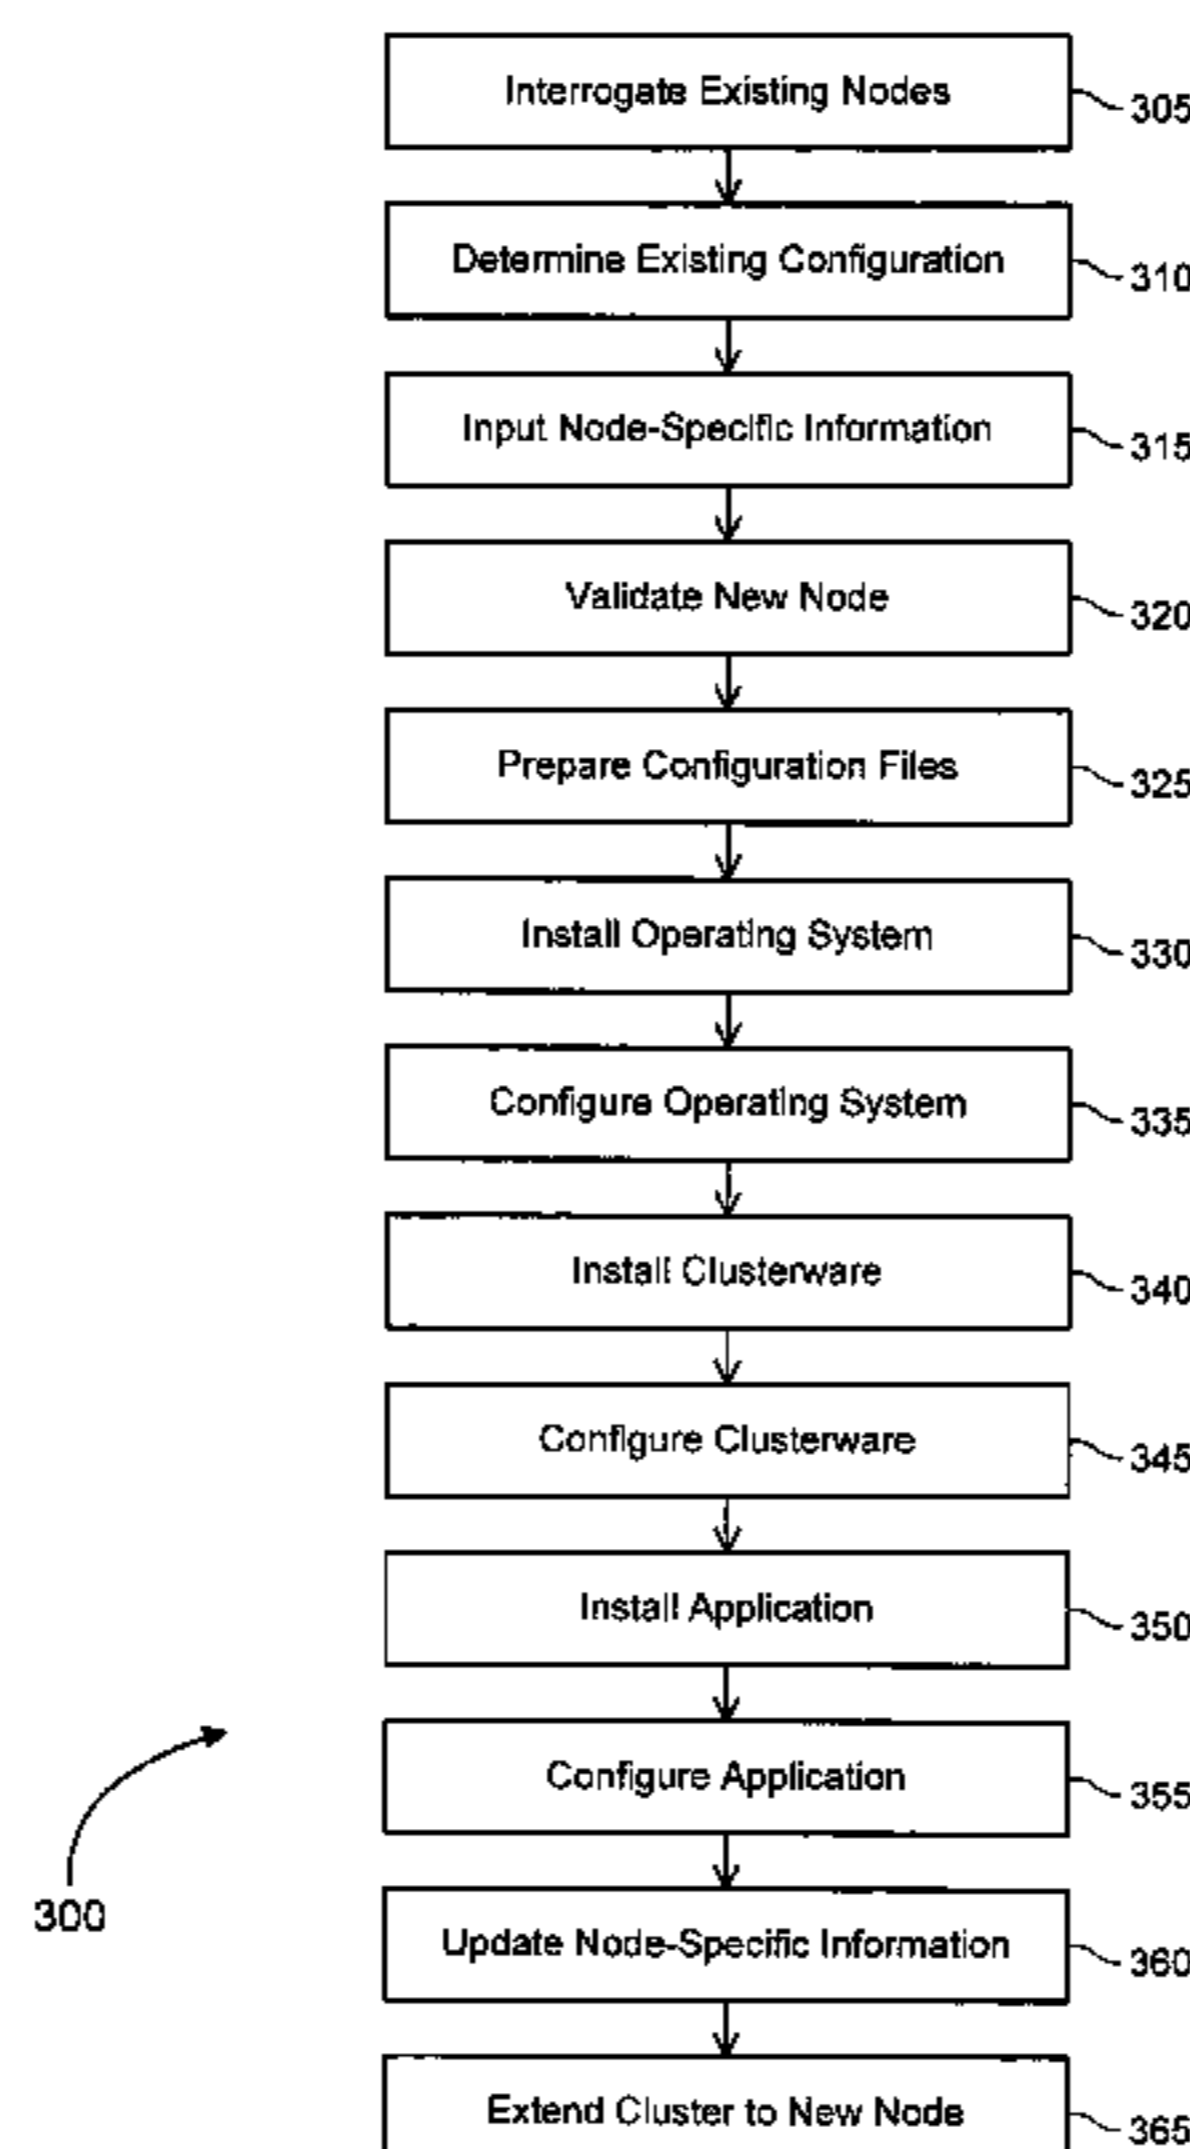 Interrogate Existing Nodes
305
Determine Existing Configuration
310
Input Node-Specific Information
315
Validate New Node
320
Prepare Configuration Files
325
Install Operating System
330
Configure Operating System
335
Install Clusterware
340
Configure Clusterware
345
Install Application
350
Configure Application
355
300
Update Node-Specific Information
360
Extend Cluster to New Node
365